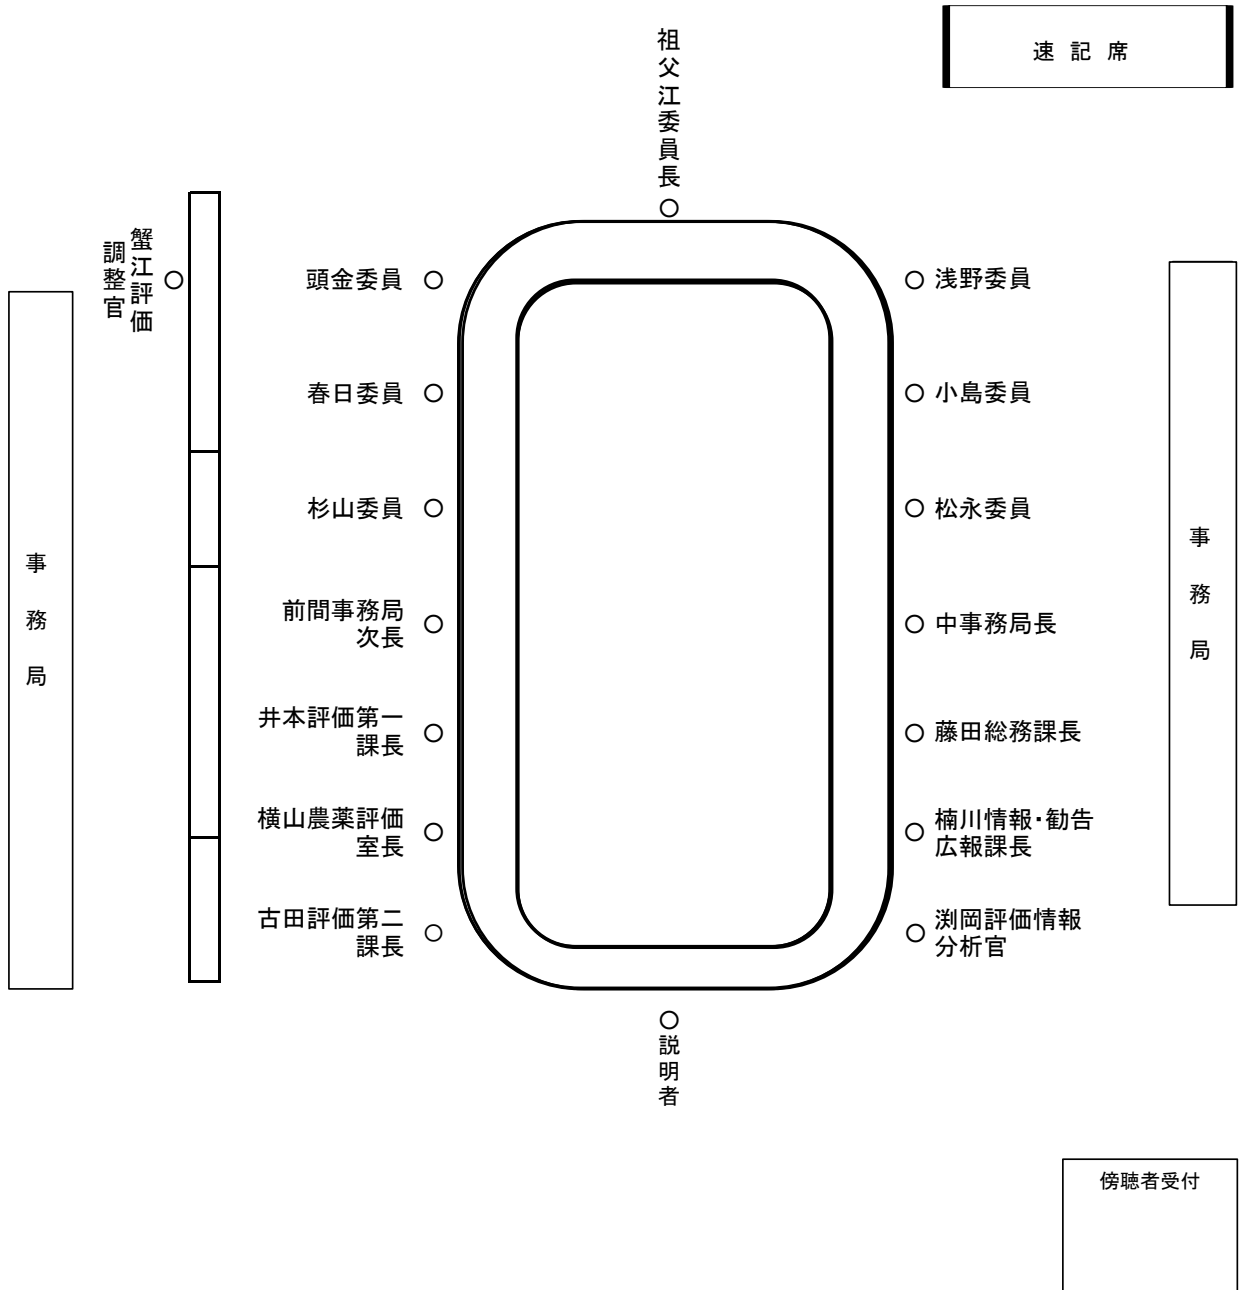 速記席
祖父江委員長
蟹江評価
調整官
頭金委員
浅野委員
春日委員
小島委員
杉山委員
松永委員
前間事務局
次長
中事務局長
井本評価第一
課長
藤田総務課長
横山農薬評価
室長
楠川情報・勧告
広報課長
古田評価第二
課長
渕岡評価情報
分析官
事務局
事務局
説明者
傍聴者受付